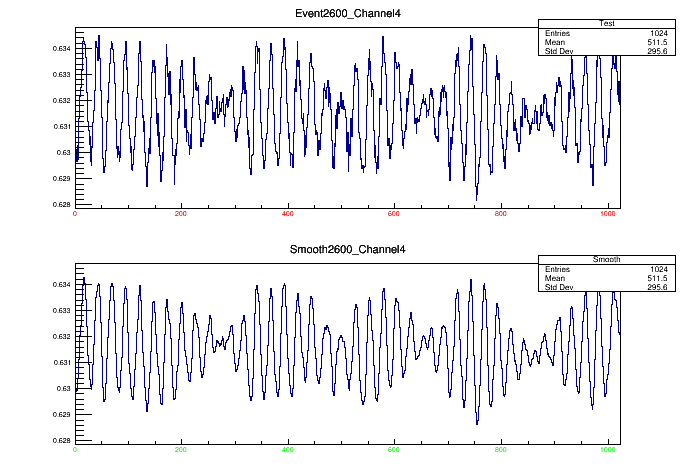 Event2600_Channel4
Test
Entries 1024
Mean 511.5
Std Dev 295.6
0.634
0.633
0.632
0.631
0.63
0.629
0.628
0 200 400 600 800 1000
Smooth2600_Channel4
Smooth
Entries 1024
Mean 511.5
Std Dev 295.6
0.634
0.633
0.632
0.631
0.63
0.629
0.628
0 200 400 600 800 1000